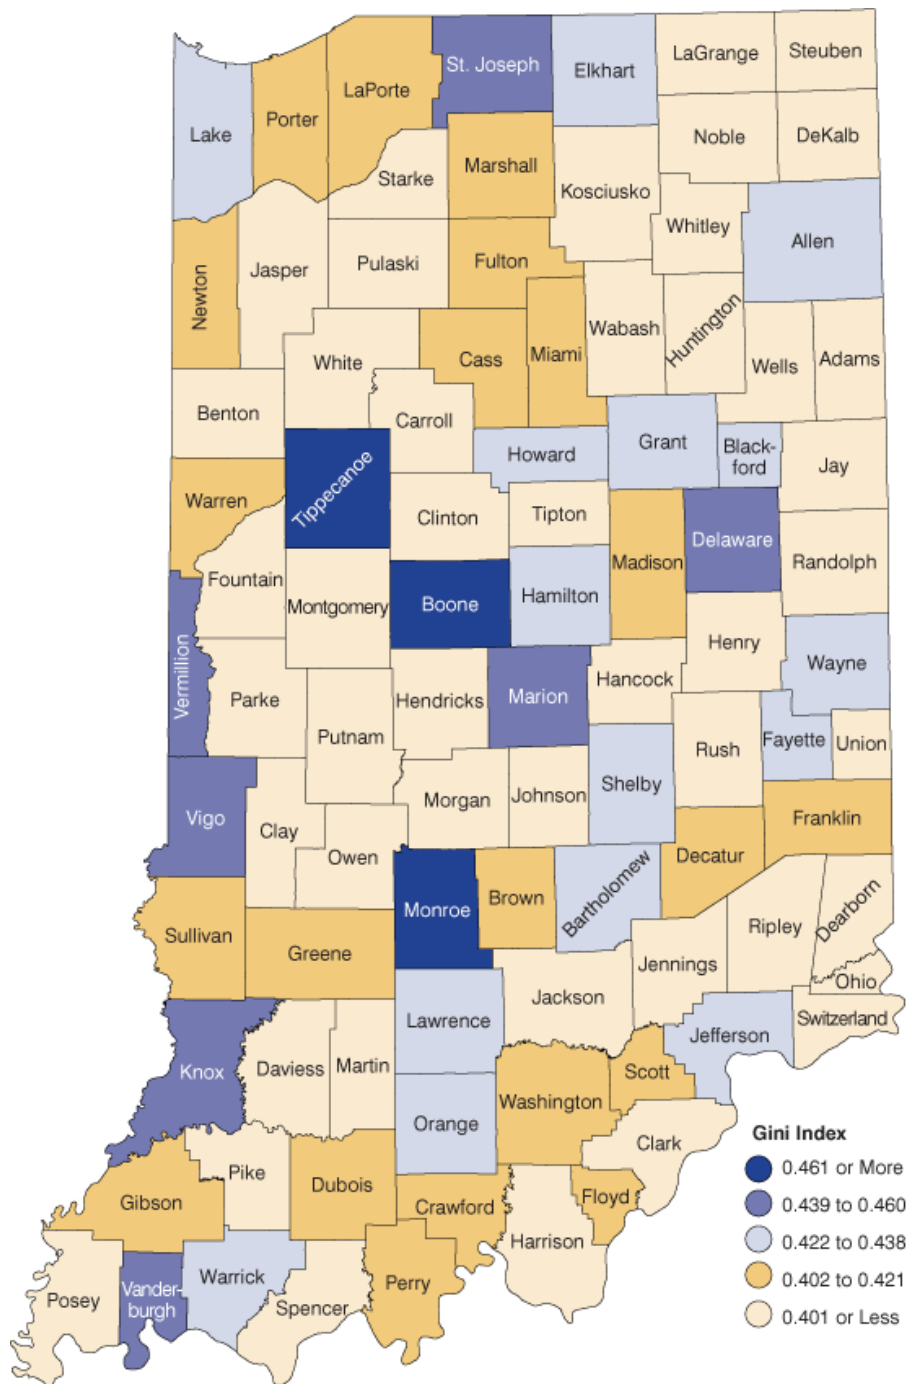 St. Joseph
Elkhart
LaGrange
Steuben
LaPorte
Porter
Lake
Noble
DeKalb
Starke
Marshall
Kosciusko
Whitley
Allen
Newton
Jasper
Pulaski
Fulton
Wabash
Huntington
White
Cass
Miami
Wells
Adams
Benton
Carroll
Howard
Grant
Black-
ford
Jay
Warren
Tippecanoe
Clinton
Tipton
Madison
Delaware
Randolph
Fountain
Montgomery
Boone
Hamilton
Henry
Wayne
Vermillion
Parke
Putnam
Hendricks
Marion
Hancock
Rush
Fayette
Union
Vigo
Clay
Owen
Morgan
Johnson
Shelby
Decatur
Franklin
Sullivan
Greene
Monroe
Brown
Bartholomew
Jennings
Ripley
Dearborn
Ohio
Switzerland
Jackson
Lawrence
Jefferson
Knox
Daviess
Martin
Orange
Washington
Scott
Clark
Gibson
Pike
Dubois
Crawford
Floyd
Harrison
Posey
Vander-
burgh
Warrick
Spencer
Perry
Gini Index
0.461 or More
0.439 to 0.460
0.422 to 0.438
0.402 to 0.421
0.401 or Less